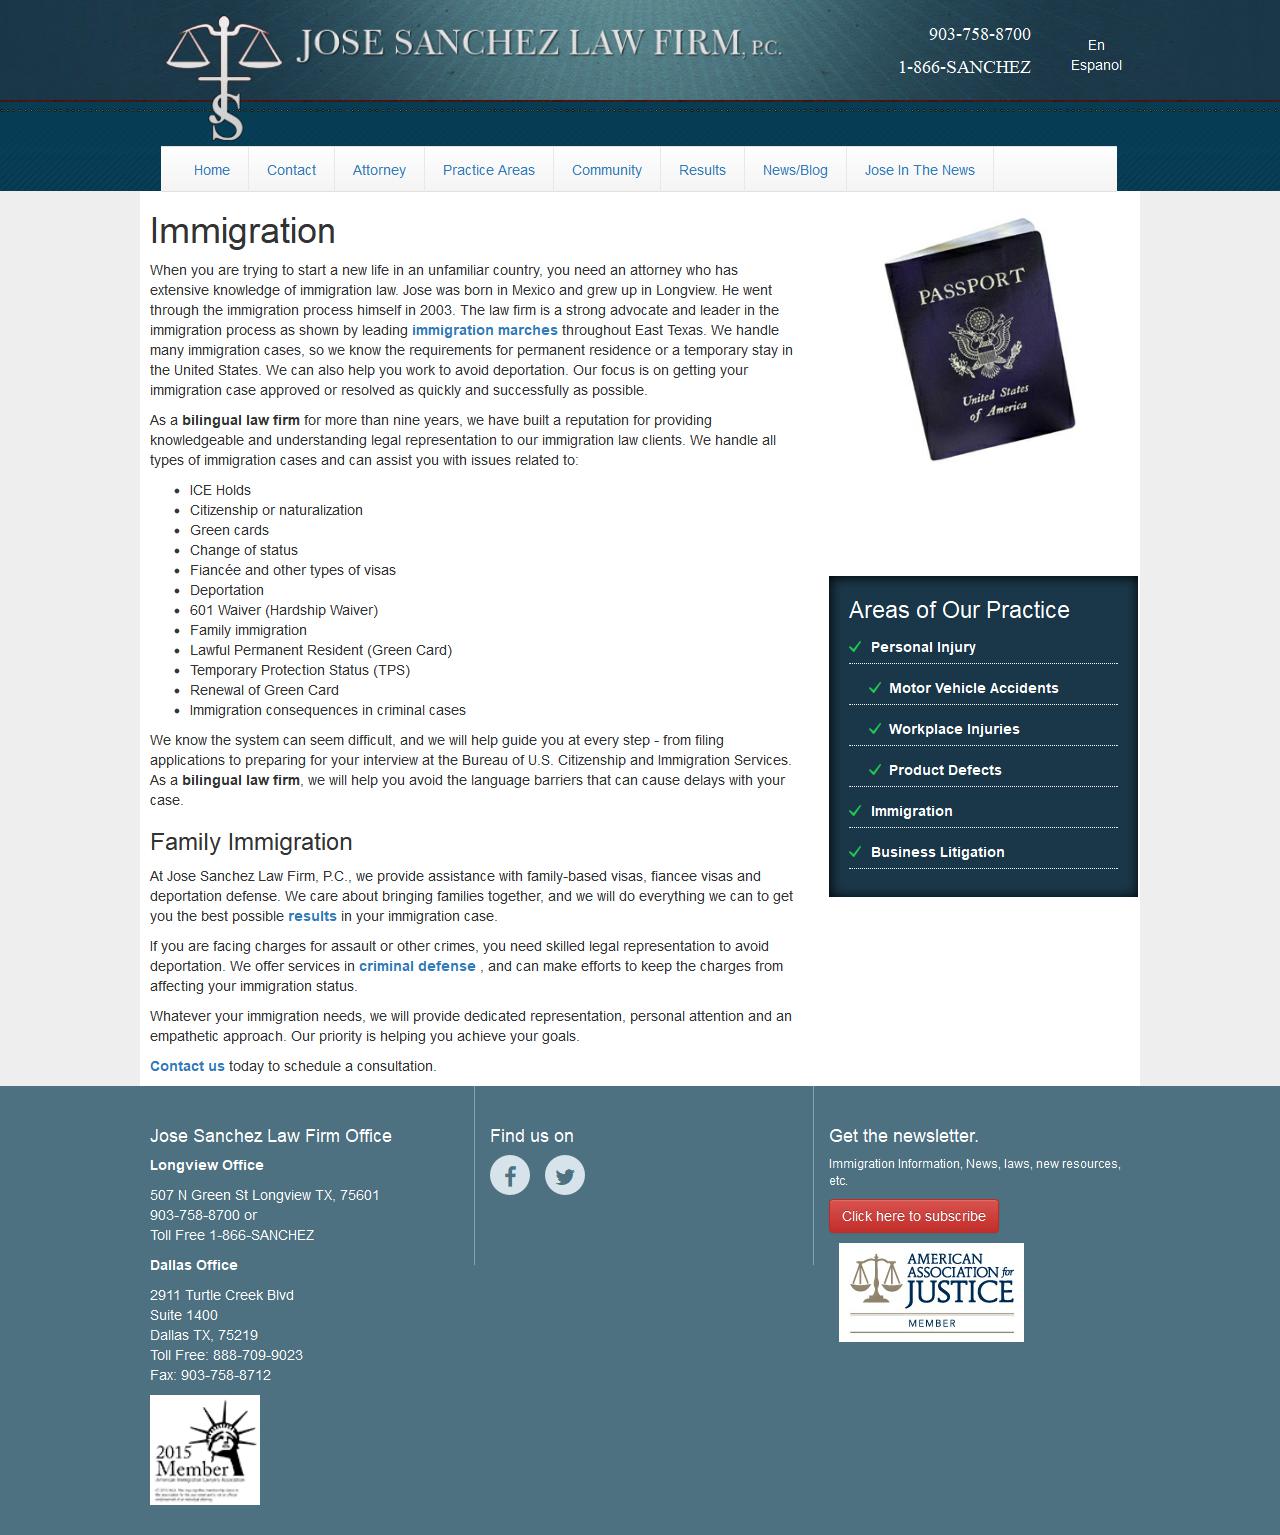 JOSE SANCHEZ LAW FIRM, P.C.
JS
903-758-8700
1-866-SANCHEZ
En
Espanol
Home
Contact
Attorney
Practice Areas
Community
Results
News/Blog
Jose In The News
Immigration
When you are trying to start a new life in an unfamiliar country, you need an attorney who has
extensive knowledge of immigration law. Jose was born in Mexico and grew up in Longview. He went
through the immigration process himself in 2003. The law firm is a strong advocate and leader in the
immigration process as shown by leading immigration marches throughout East Texas. We handle
many immigration cases, so we know the requirements for permanent residence or a temporary stay in
the United States. We can also help you work to avoid deportation. Our focus is on getting your
immigration case approved or resolved as quickly and successfully as possible.
As a bilingual law firm for more than nine years, we have built a reputation for providing
knowledgeable and understanding legal representation to our immigration law clients. We handle all
types of immigration cases and can assist you with issues related to:
• ICE Holds
• Citizenship or naturalization
• Green cards
• Change of status
• Fiancée and other types of visas
• Deportation
• 601 Waiver (Hardship Waiver)
• Family immigration
• Lawful Permanent Resident (Green Card)
• Temporary Protection Status (TPS)
• Renewal of Green Card
• Immigration consequences in criminal cases
We know the system can seem difficult, and we will help guide you at every step - from filing
applications to preparing for your interview at the Bureau of U.S. Citizenship and Immigration Services.
As a bilingual law firm, we will help you avoid the language barriers that can cause delays with your
case.
Family Immigration
At Jose Sanchez Law Firm, P.C., we provide assistance with family-based visas, fiancee visas and
deportation defense. We care about bringing families together, and we will do everything we can to get
you the best possible results in your immigration case.
If you are facing charges for assault or other crimes, you need skilled legal representation to avoid
deportation. We offer services in criminal defense , and can make efforts to keep the charges from
affecting your immigration status.
Whatever your immigration needs, we will provide dedicated representation, personal attention and an
empathetic approach. Our priority is helping you achieve your goals.
Contact us today to schedule a consultation.
PASSPORT
United States
of America
Areas of Our Practice
Personal Injury
Motor Vehicle Accidents
Workplace Injuries
Product Defects
Immigration
Business Litigation
Jose Sanchez Law Firm Office
Longview Office
507 N Green St Longview TX, 75601
903-758-8700 or
Toll Free 1-866-SANCHEZ
Dallas Office
2911 Turtle Creek Blvd
Suite 1400
Dallas TX, 75219
Toll Free: 888-709-9023
Fax: 903-758-8712
2015
Member
American Immigration Lawyers Association
Find us on
Get the newsletter.
Immigration Information, News, laws, new resources,
etc.
Click here to subscribe
AMERICAN
ASSOCIATION for
JUSTICE
MEMBER